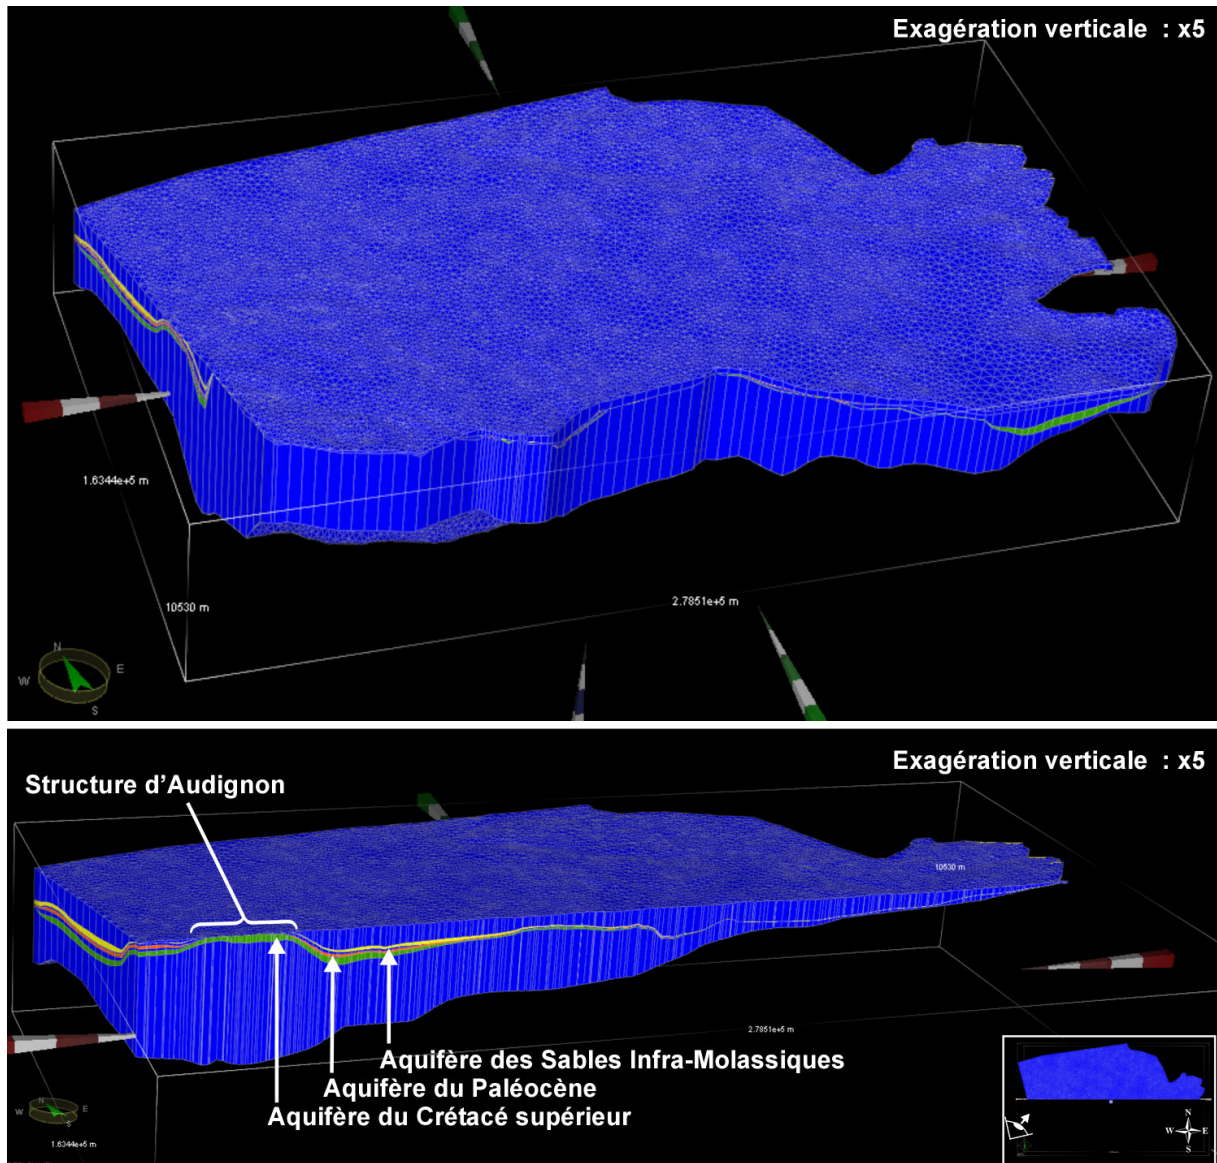 Exagération verticale : x5
1.6344e+5 m
10530 m
2.7851e+5 m
N
W
E
S
Exagération verticale : x5
Structure d'Audignon
10530 m
2.7851e+5 m
Aquifère des Sables Infra-Molassiques
Aquifère du Paléocène
Aquifère du Crétacé supérieur
N
W
E
S
1.6344e+5 m
N
W
E
S